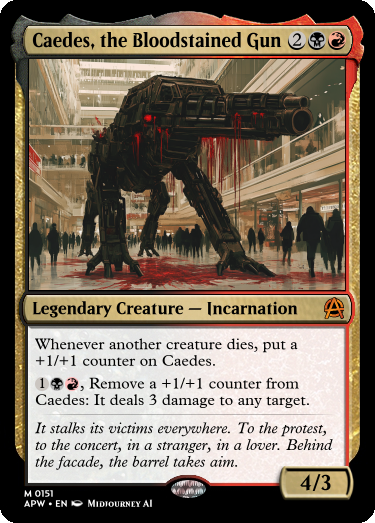 Caedes, the Bloodstained Gun 2
Legendary Creature — Incarnation
Whenever another creature dies, put a
+1/+1 counter on Caedes.
1, Remove a +1/+1 counter from
Caedes: It deals 3 damage to any target.
It stalks its victims everywhere. To the protest,
to the concert, in a stranger, in a lover. Behind
the facade, the barrel takes aim.
4/3
M 0151
APW • EN Midjourney AI